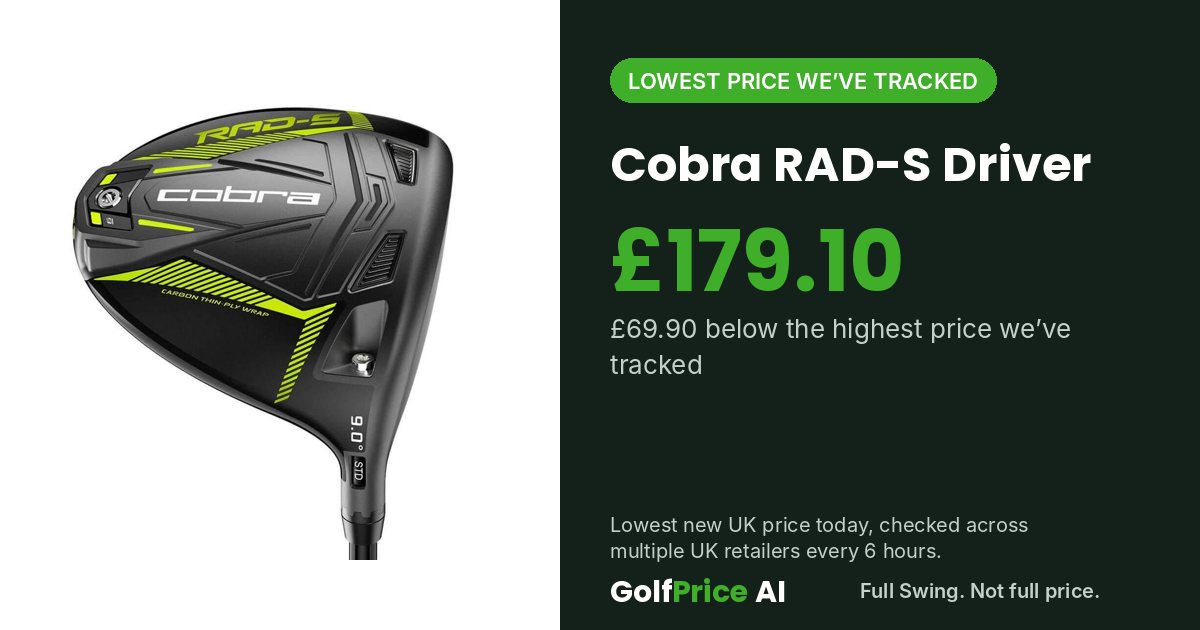 RAD-S
cobra
CARBON THIN-PLY WRAP
9.0°
STD
LOWEST PRICE WE’VE TRACKED
Cobra RAD-S Driver
£179.10
£69.90 below the highest price we’ve
tracked
Lowest new UK price today, checked across
multiple UK retailers every 6 hours.
GolfPrice AI
Full Swing. Not full price.